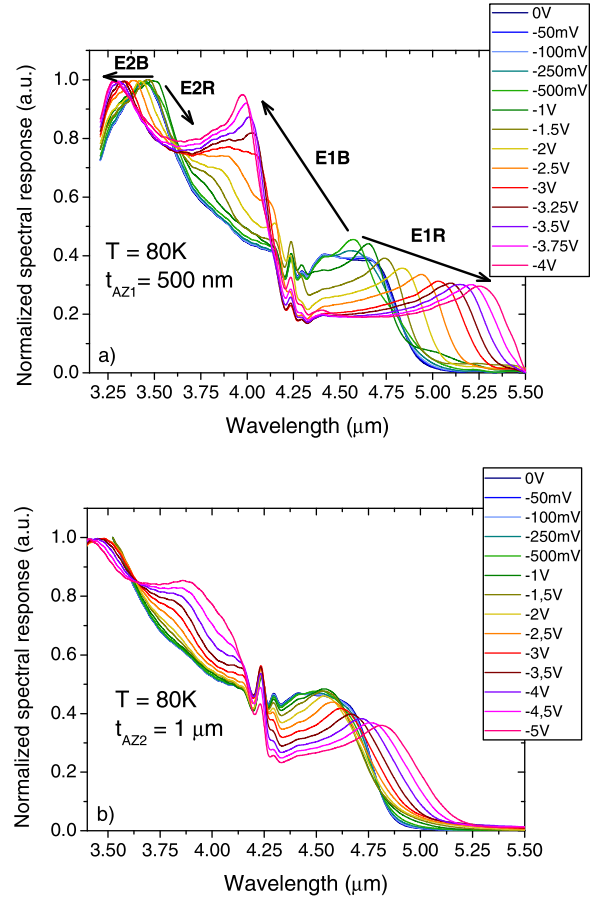 0V
-50mV
-100mV
-250mV
-500mV
-1V
-1.5V
-2V
-2.5V
-3V
-3.25V
-3.5V
-3.75V
-4V
a)
Normalized spectral response (a.u.)
1.0
0.8
0.6
0.4
0.2
0.0
E2B
E2R
E1B
E1R
T = 80K
t_AZ1 = 500 nm
a)
3.25 3.50 3.75 4.00 4.25 4.50 4.75 5.00 5.25 5.50
Wavelength (μm)
0V
-50mV
-100mV
-250mV
-500mV
-1V
-1,5V
-2V
-2,5V
-3V
-3,5V
-4V
-4,5V
-5V
Normalized spectral response (a.u.)
1.0
0.8
0.6
0.4
0.2
0.0
T = 80K
t_AZ2 = 1 μm
b)
3.50 3.75 4.00 4.25 4.50 4.75 5.00 5.25 5.50
Wavelength (μm)